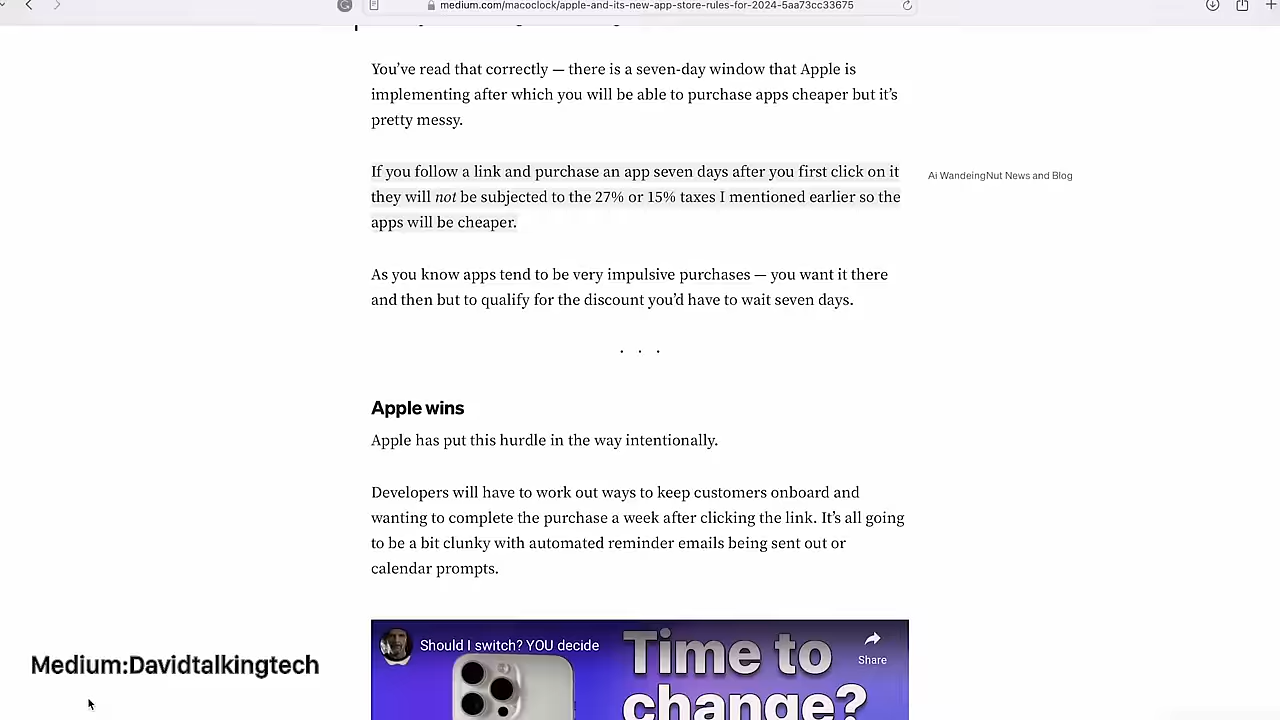 medium.com/macoclock/apple-and-its-new-app-store-rules-for-2024-5aa73cc33675
You've read that correctly — there is a seven-day window that Apple is
implementing after which you will be able to purchase apps cheaper but it's
pretty messy.
If you follow a link and purchase an app seven days after you first click on it
they will not be subjected to the 27% or 15% taxes I mentioned earlier so the
apps will be cheaper.
Ai WandeingNut News and Blog
As you know apps tend to be very impulsive purchases — you want it there
and then but to qualify for the discount you'd have to wait seven days.
. . .
Apple wins
Apple has put this hurdle in the way intentionally.
Developers will have to work out ways to keep customers onboard and
wanting to complete the purchase a week after clicking the link. It's all going
to be a bit clunky with automated reminder emails being sent out or
calendar prompts.
Should I switch? YOU decide
Time to
change?
Share
Medium:Davidtalkingtech